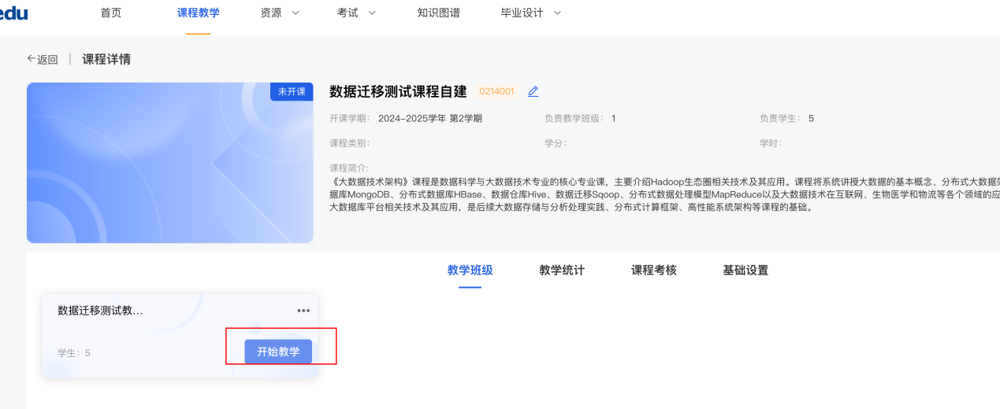 edu 首页 课程教学 资源 考试 知识图谱 毕业设计
返回 课程详情
未开课
数据迁移测试课程自建 0214001
开课学期: 2024-2025学年 第2学期 负责教学班级: 1 负责学生: 5
课程类别: 学分: 学时:
课程简介:
《大数据技术架构》课程是数据科学与大数据技术专业的核心专业课，主要介绍Hadoop生态圈相关技术及其应用。课程将系统讲授大数据的基本概念、分布式大数据
据库MongoDB、分布式数据库HBase、数据仓库Hive、数据迁移Sqoop、分布式数据处理模型MapReduce以及大数据技术在互联网、生物医学和物流等各个领域的应
大数据库平台相关技术及其应用，是后续大数据存储与分析处理实践、分布式计算框架、高性能系统架构等课程的基础。
教学班级 教学统计 课程考核 基础设置
数据迁移测试教...
学生: 5 开始教学